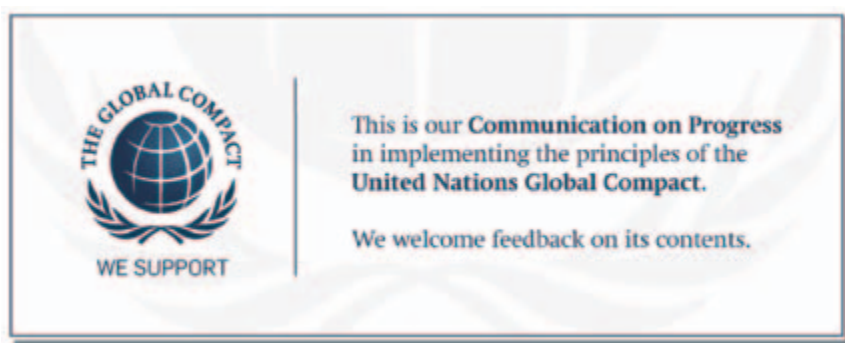 THE GLOBAL COMPACT
WE SUPPORT
This is our Communication on Progress
in implementing the principles of the
United Nations Global Compact.
We welcome feedback on its contents.